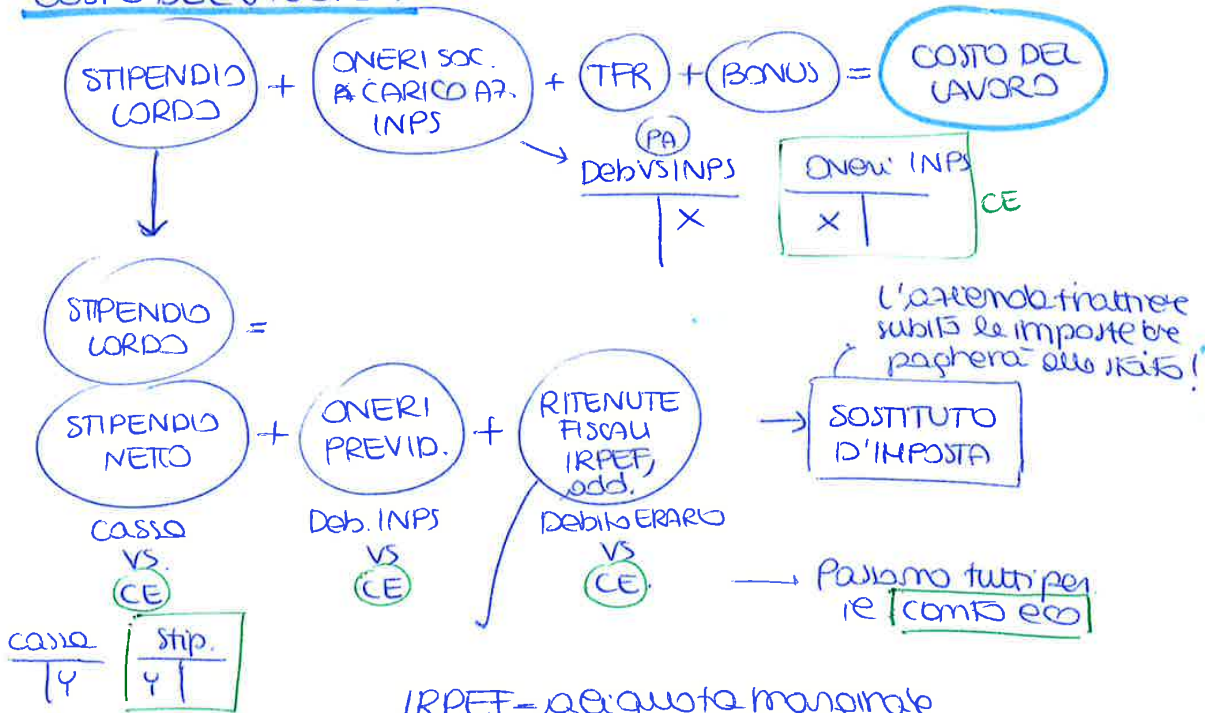 COSTO DEL
STIPENDIO LORDO + ONERI SOC. A CARICO AZ. INPS + TFR + BONUS = COSTO DEL LAVORO
PA
Deb VS INPS
X
Oneri INPS
X
CE
STIPENDIO LORDO =
L'azienda trattiene
subito le imposte
pagherà allo stato!
STIPENDIO NETTO + ONERI PREVID. + RITENUTE FISCALI IRPEF, add. → SOSTITUTO D'IMPOSTA
cassa
VS.
CE
Deb. INPS
VS
CE
Debito ERARIO
VS
CE.
Passano tutti per
conto eco
cassa
Y
Stip.
Y
IRPEF = aliquota marginale